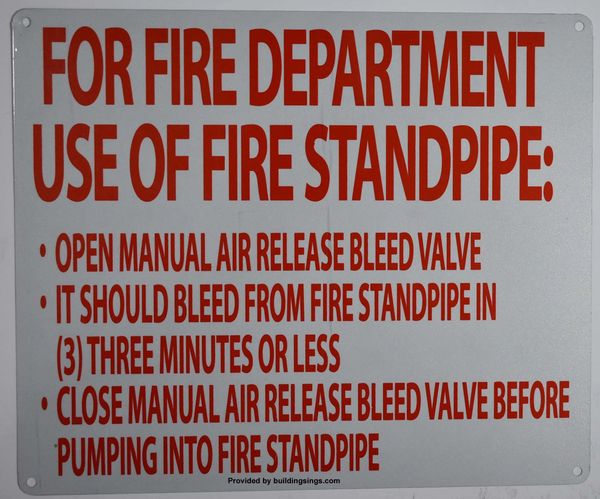 FOR FIRE DEPARTMENT
USE OF FIRE STANDPIPE:
• OPEN MANUAL AIR RELEASE BLEED VALVE
• IT SHOULD BLEED FROM FIRE STANDPIPE IN
(3) THREE MINUTES OR LESS
• CLOSE MANUAL AIR RELEASE BLEED VALVE BEFORE
PUMPING INTO FIRE STANDPIPE
Provided by buildingsings.com